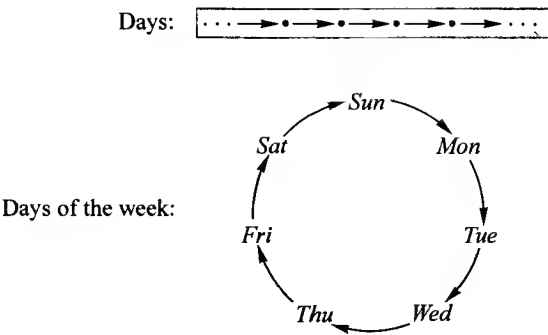 Days:
Sun
Sat
Mon
Days of the week:
Fri
Tue
Thu
Wed